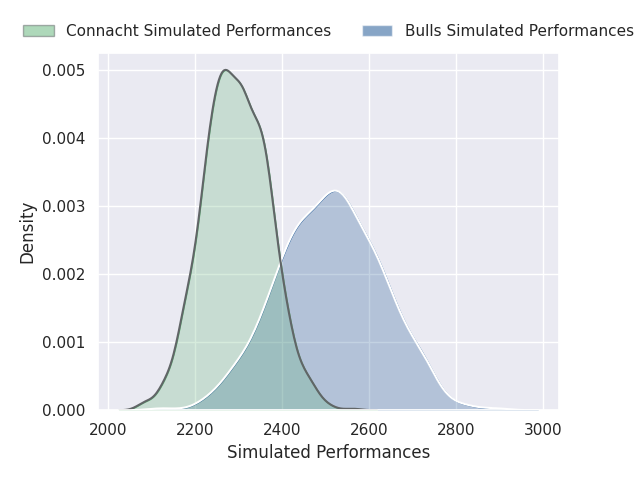 Connacht Simulated Performances
Bulls Simulated Performances
0.005
0.004
0.003
0.002
0.001
0.000
Density
2000 2200 2400 2600 2800 3000
Simulated Performances